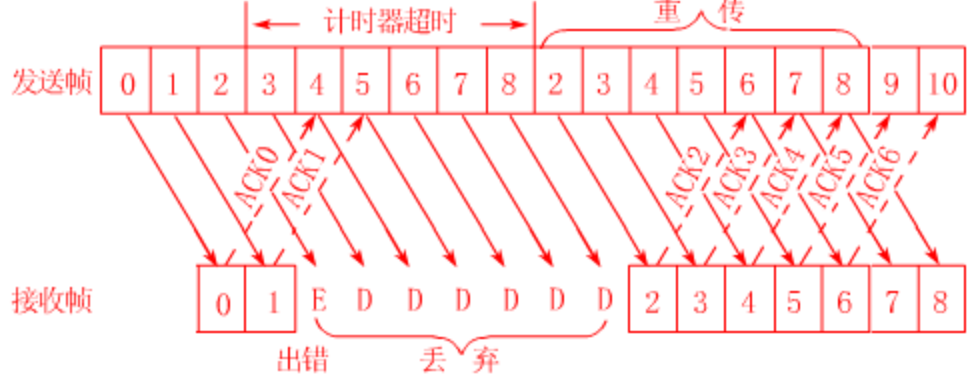 计时器超时 重 传
发送帧 0 1 2 3 4 5 6 7 8 2 3 4 5 6 7 8 9 10
ACK0 ACK1 ACK2 ACK3 ACK4 ACK5 ACK6
接收帧 0 1 E D D D D D D 2 3 4 5 6 7 8
出错 丢 弃